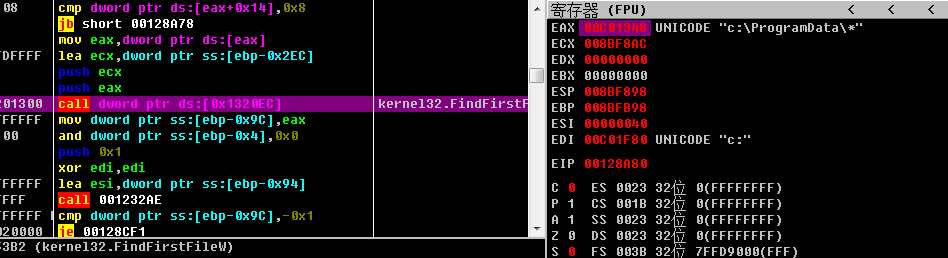 08 cmp dword ptr ds:[eax+0x14],0x8
jb short 00128A78
mov eax,dword ptr ds:[eax]
FDFFFF lea ecx,dword ptr ss:[ebp-0x2EC]
push ecx
push eax
201300 call dword ptr ds:[0x1320EC] kernel32.FindFirstF
FFFFFF mov dword ptr ss:[ebp-0x9C],eax
00 and dword ptr ss:[ebp-0x4],0x0
push 0x1
xor edi,edi
FFFFFF lea esi,dword ptr ss:[ebp-0x94]
FFFF call 001232AE
FFFFFF cmp dword ptr ss:[ebp-0x9C],-0x1
020000 je 00128CF1
F3B2 (kernel32.FindFirstFileW)
寄存器 (FPU) < < <
EAX 00C01348 UNICODE "c:\ProgramData\*"
ECX 008BF8AC
EDX 00000000
EBX 00000000
ESP 008BF898
EBP 008BFB98
ESI 00000040
EDI 00C01F80 UNICODE "c:"
EIP 00128A80
C 0 ES 0023 32位 0(FFFFFFFF)
P 1 CS 001B 32位 0(FFFFFFFF)
A 1 SS 0023 32位 0(FFFFFFFF)
Z 0 DS 0023 32位 0(FFFFFFFF)
S 0 FS 003B 32位 7FFD9000(FFF)